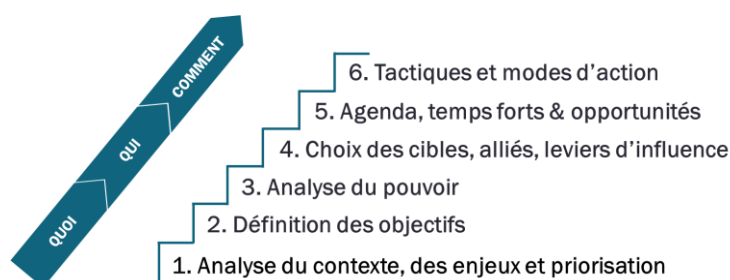 COMMENT
QUI
QUOI
6. Tactiques et modes d'action
5. Agenda, temps forts & opportunités
4. Choix des cibles, alliés, leviers d'influence
3. Analyse du pouvoir
2. Définition des objectifs
1. Analyse du contexte, des enjeux et priorisation